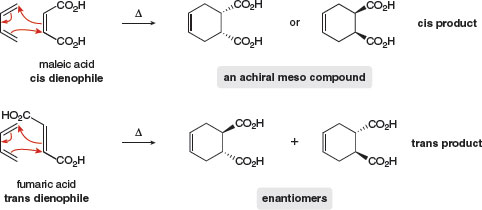 CO₂H
CO₂H
Δ
CO₂H
CO₂H
or
CO₂H
CO₂H
cis product
maleic acid
cis dienophile
an achiral meso compound
HO₂C
CO₂H
Δ
CO₂H
CO₂H
+
CO₂H
CO₂H
trans product
fumaric acid
trans dienophile
enantiomers